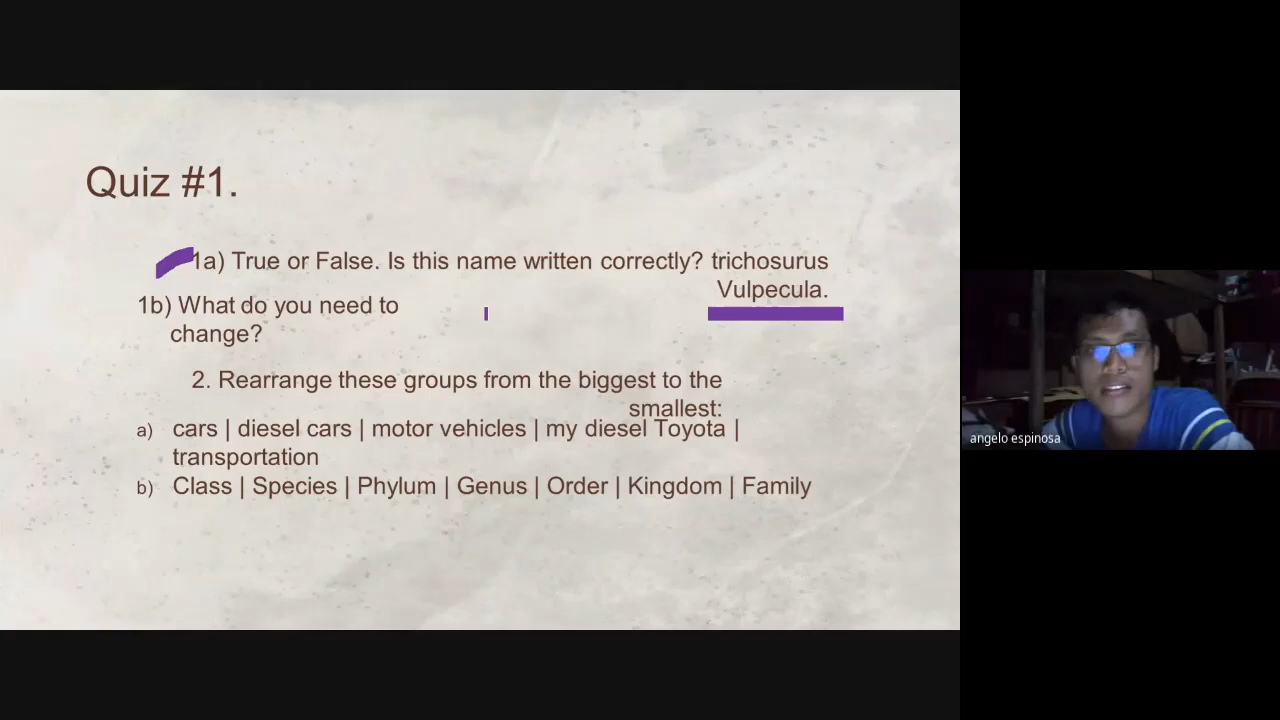 Quiz #1.
1a) True or False. Is this name written correctly? trichosurus
Vulpecula.
1b) What do you need to
change?
2. Rearrange these groups from the biggest to the
smallest:
a) cars | diesel cars | motor vehicles | my diesel Toyota |
transportation
b) Class | Species | Phylum | Genus | Order | Kingdom | Family
angelo espinosa